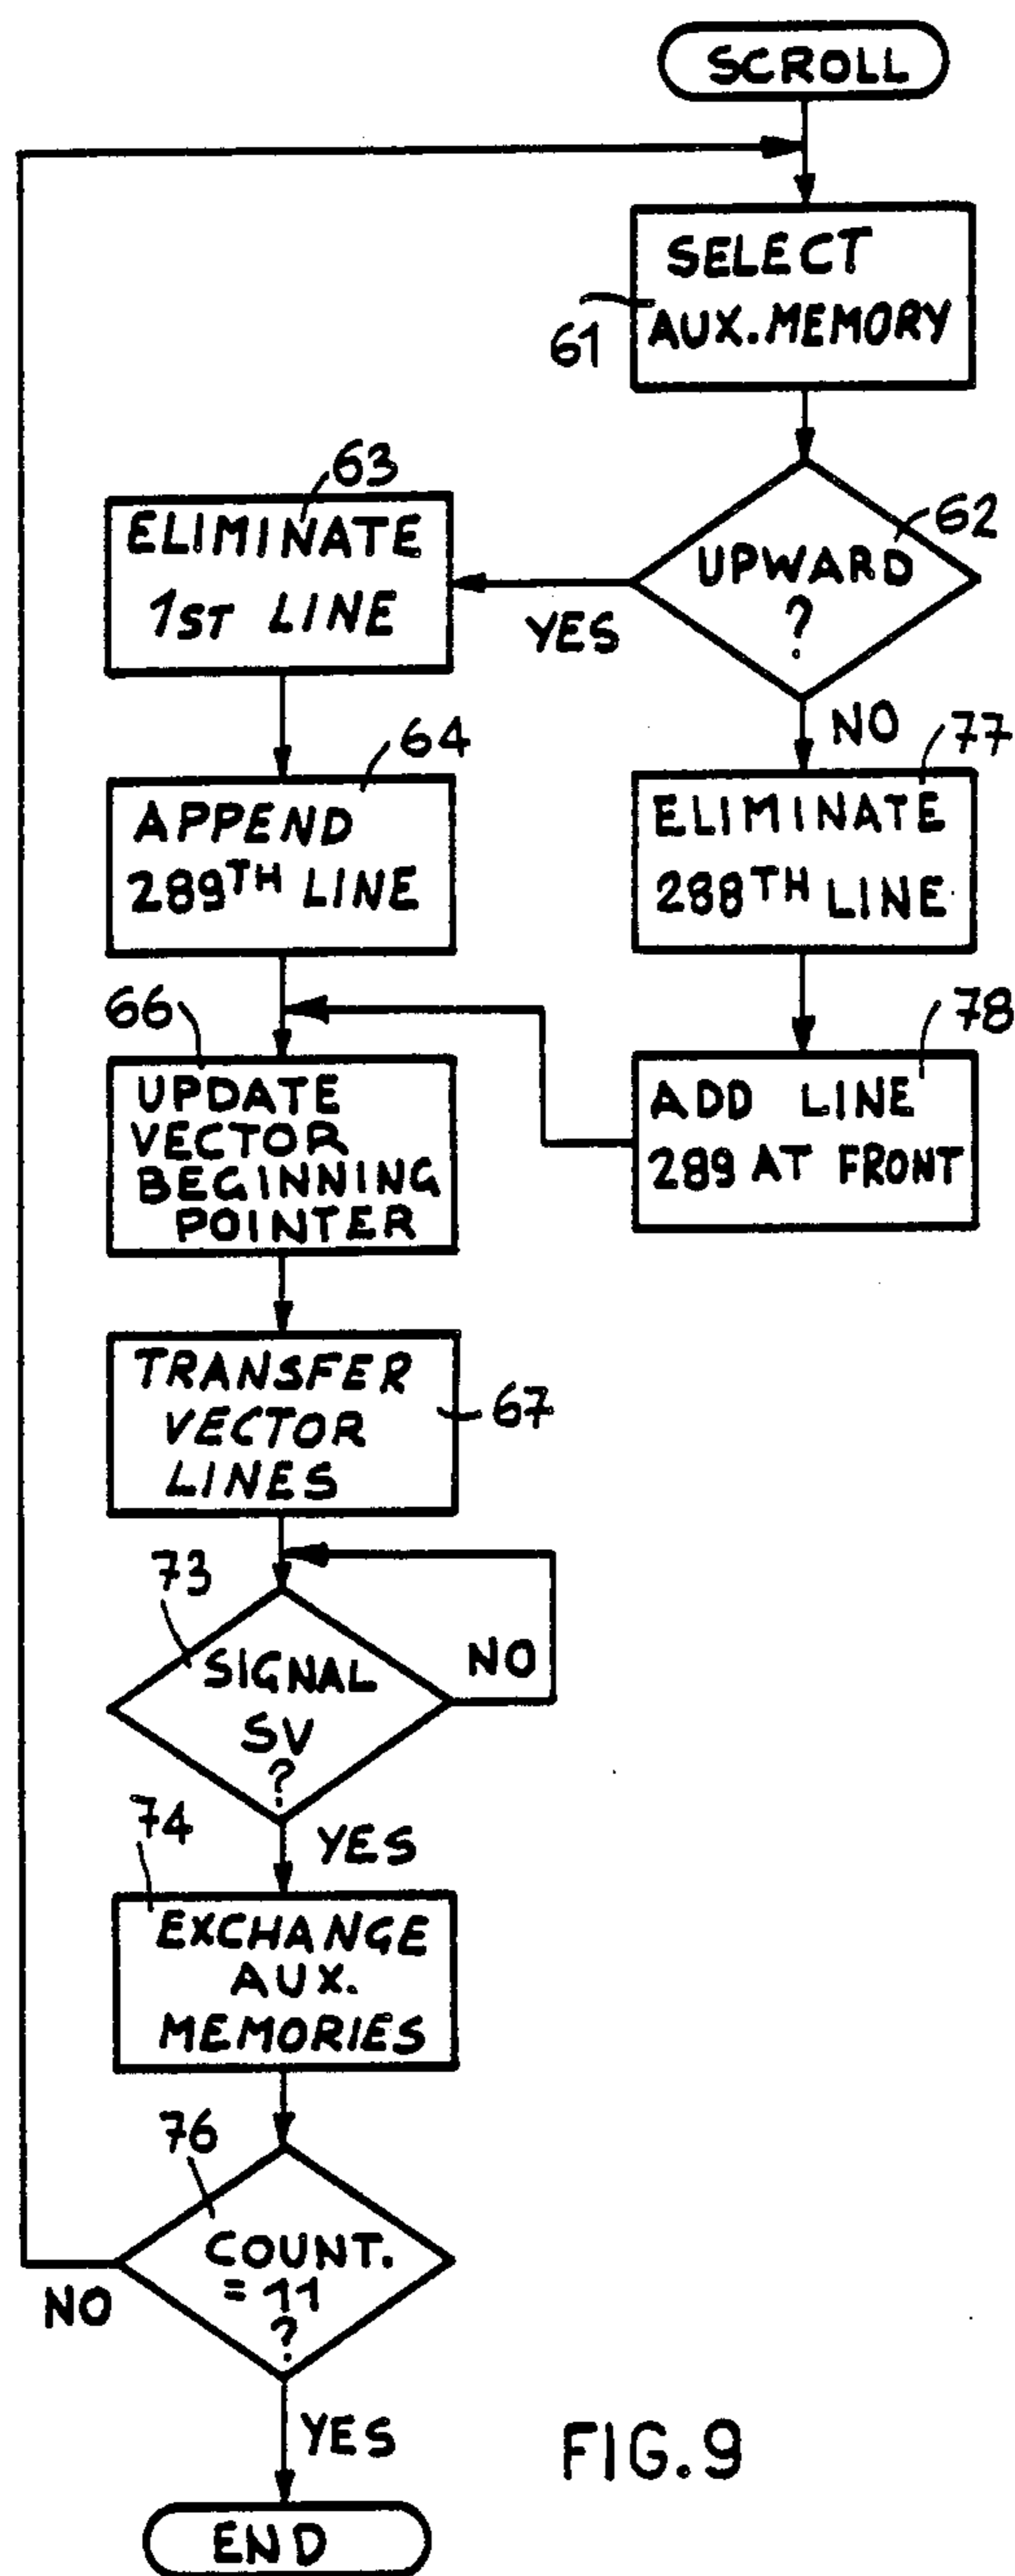 SCROLL
SELECT
AUX. MEMORY
61
UPWARD
?
62
YES
NO
63
ELIMINATE
1ST LINE
64
APPEND
289TH LINE
77
ELIMINATE
288TH LINE
78
ADD LINE
289 AT FRONT
66
UPDATE
VECTOR
BEGINNING
POINTER
TRANSFER
VECTOR
LINES
67
73
SIGNAL
SV
?
NO
YES
74
EXCHANGE
AUX.
MEMORIES
76
COUNT.
= 11
?
NO
YES
END
FIG. 9